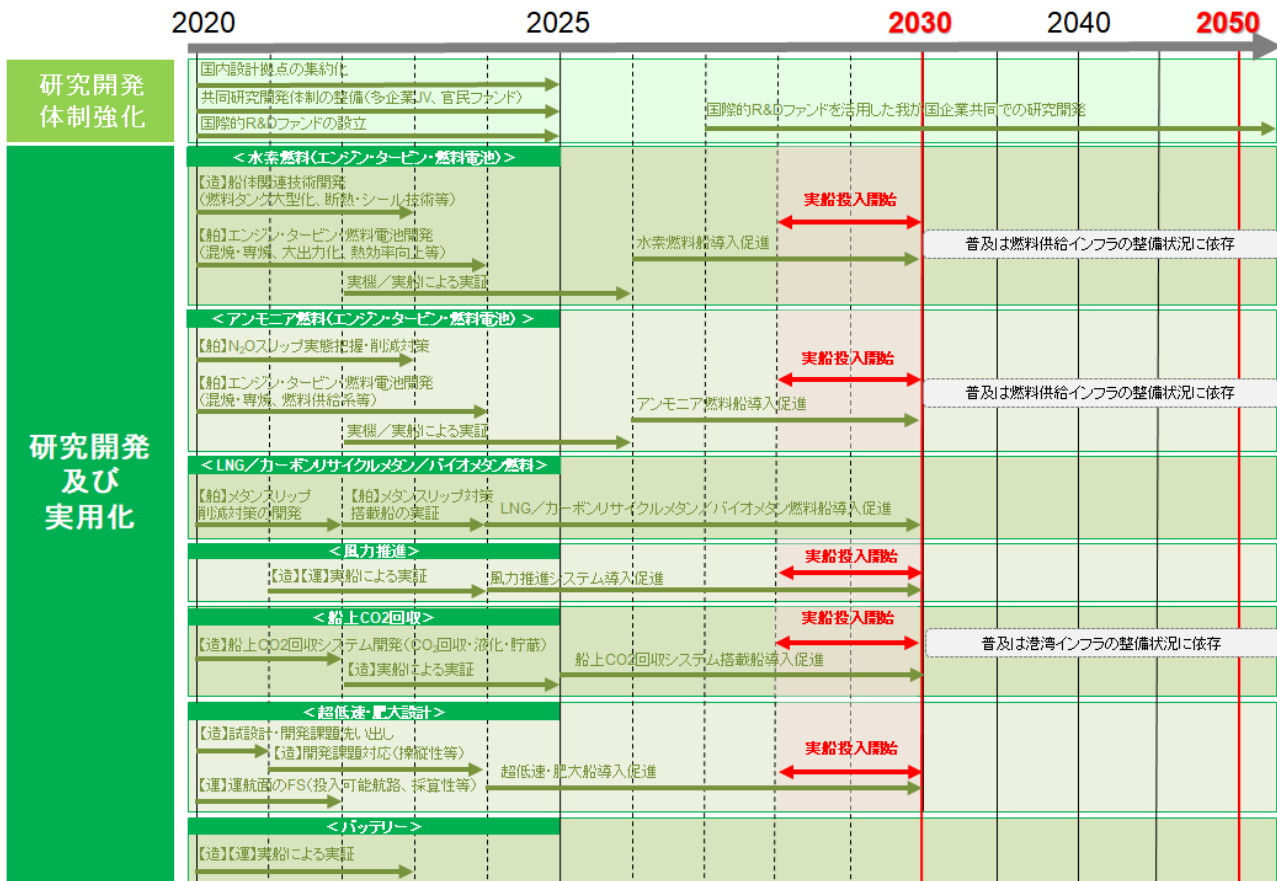 2020
2025
2030
2040
2050
研究開発
体制強化
国内設計拠点の集約化
共同研究開発体制の整備(多企業JV、官民ファンド)
国際的R&Dファンドの設立
国際的R&Dファンドを活用した我が国企業共同での研究開発
研究開発
及び
実用化
<水素燃料(エンジン・タービン・燃料電池)>
【造】船体関連技術開発
(燃料タンク大型化、断熱・シール技術等)
【舶】エンジン・タービン・燃料電池開発
(混焼・専焼、大出力化、熱効率向上等)
実機/実船による実証
水素燃料船導入促進
実船投入開始
普及は燃料供給インフラの整備状況に依存
<アンモニア燃料(エンジン・タービン・燃料電池)>
【舶】N₂Oスリップ実態把握・削減対策
【舶】エンジン・タービン・燃料電池開発
(混焼・専焼、燃料供給系等)
実機/実船による実証
アンモニア燃料船導入促進
実船投入開始
普及は燃料供給インフラの整備状況に依存
<LNG/カーボンリサイクルメタン/バイオメタン燃料>
【舶】メタンスリップ
削減対策の開発
【舶】メタンスリップ対策
搭載船の実証
LNG/カーボンリサイクルメタン/バイオメタン燃料船導入促進
<風力推進>
【造】【運】実船による実証
風力推進システム導入促進
実船投入開始
<船上CO2回収>
【造】船上CO2回収システム開発(CO₂回収・液化・貯蔵)
【造】実船による実証
船上CO2回収システム搭載船導入促進
実船投入開始
普及は港湾インフラの整備状況に依存
<超低速・肥大設計>
【造】試設計・開発課題洗い出し
【造】開発課題対応(操縦性等)
【運】運航面のFS(投入可能航路、採算性等)
超低速・肥大船導入促進
実船投入開始
<バッテリー>
【造】【運】実船による実証